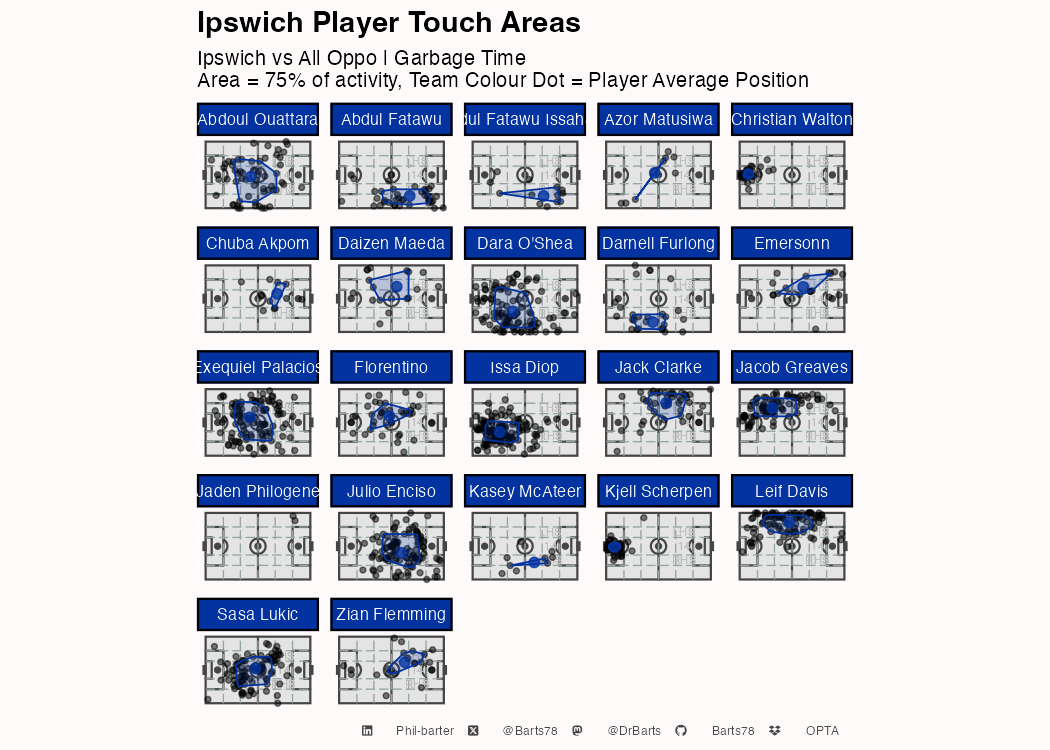 Ipswich Player Touch Areas
Ipswich vs All Oppo | Garbage Time
Area = 75% of activity, Team Colour Dot = Player Average Position
Abdoul Ouattara Abdul Fatawu dul Fatawu Issah Azor Matusiwa Christian Walton
Chuba Akpom Daizen Maeda Dara O'Shea Darnell Furlong Emersonn
Exequiel Palacios Florentino Issa Diop Jack Clarke Jacob Greaves
Jaden Philogene Julio Enciso Kasey McAteer Kjell Scherpen Leif Davis
Sasa Lukic Zian Flemming
Phil-barter @Barts78 @DrBarts Barts78 OPTA